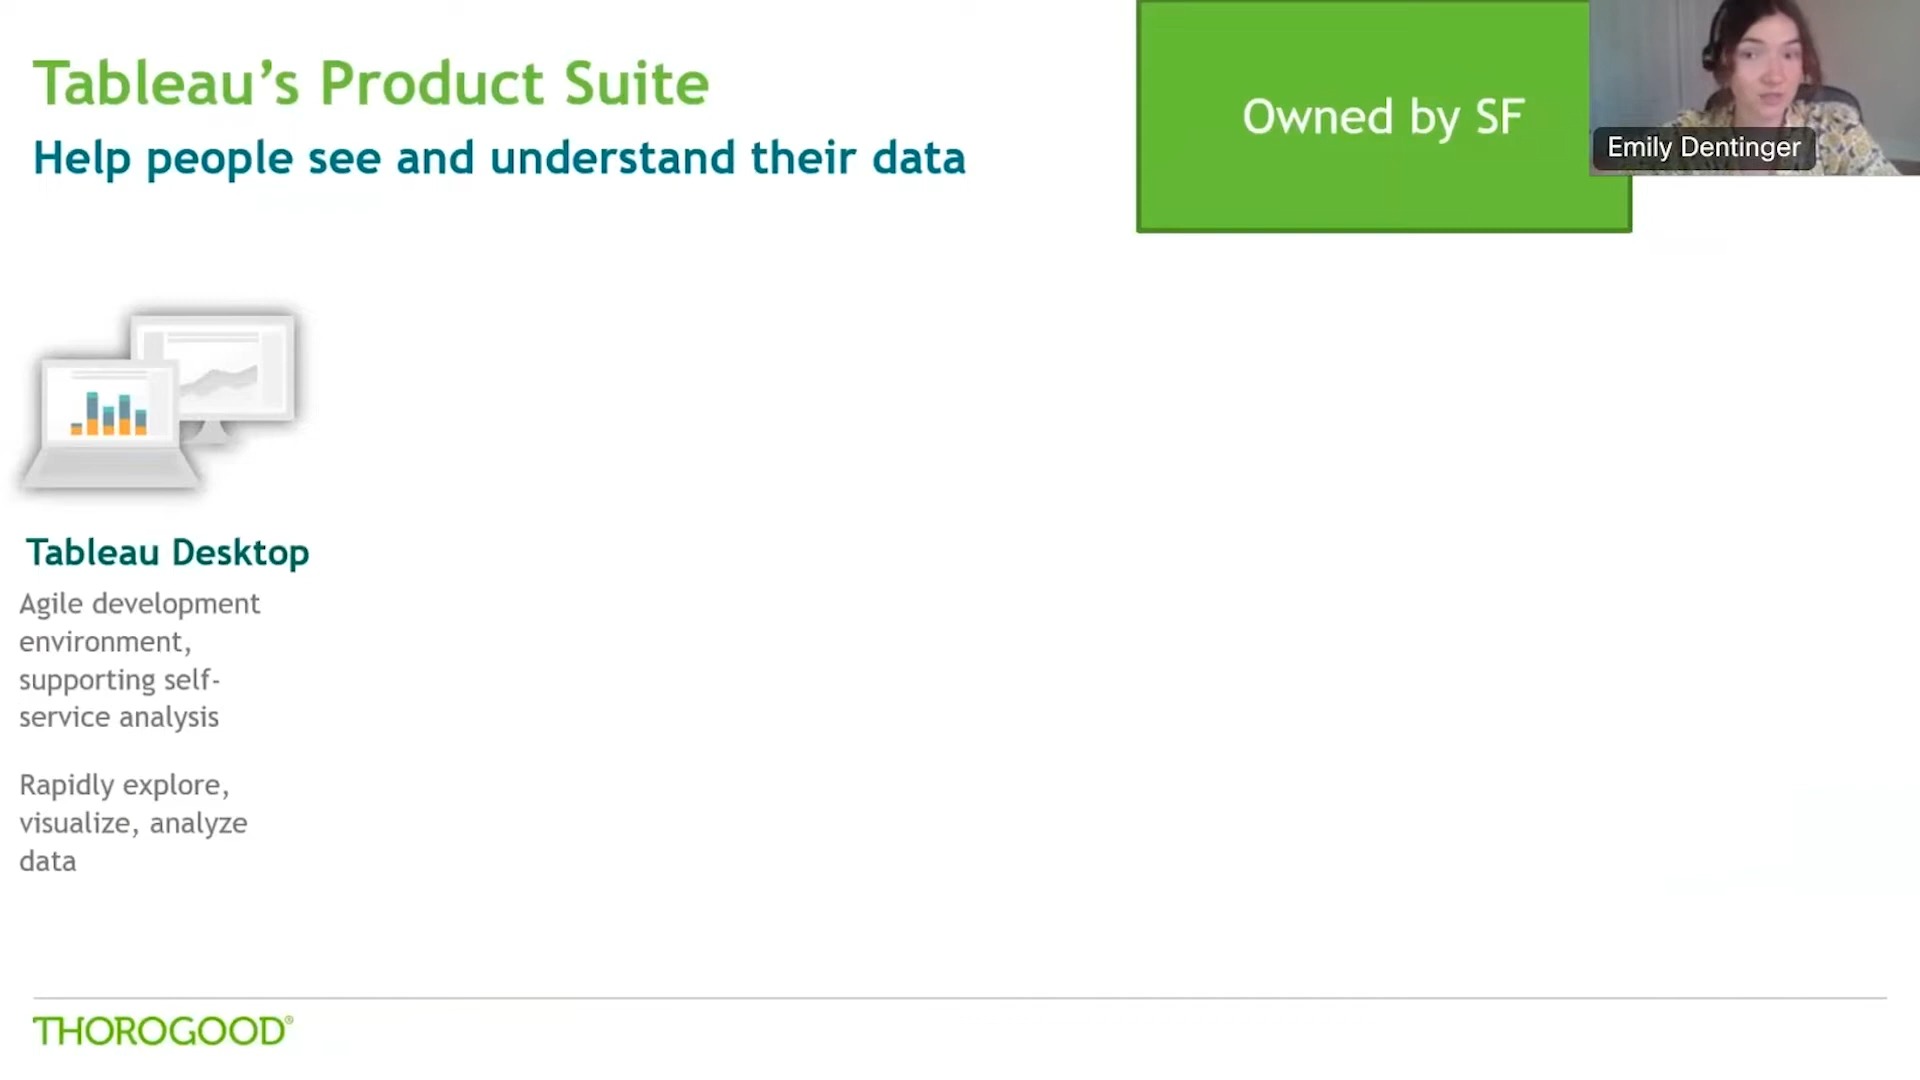 Tableau’s Product Suite
Help people see and understand their data
Owned by SF
Emily Dentinger
Tableau Desktop
Agile development
environment,
supporting self-
service analysis
Rapidly explore,
visualize, analyze
data
THOROGOOD®